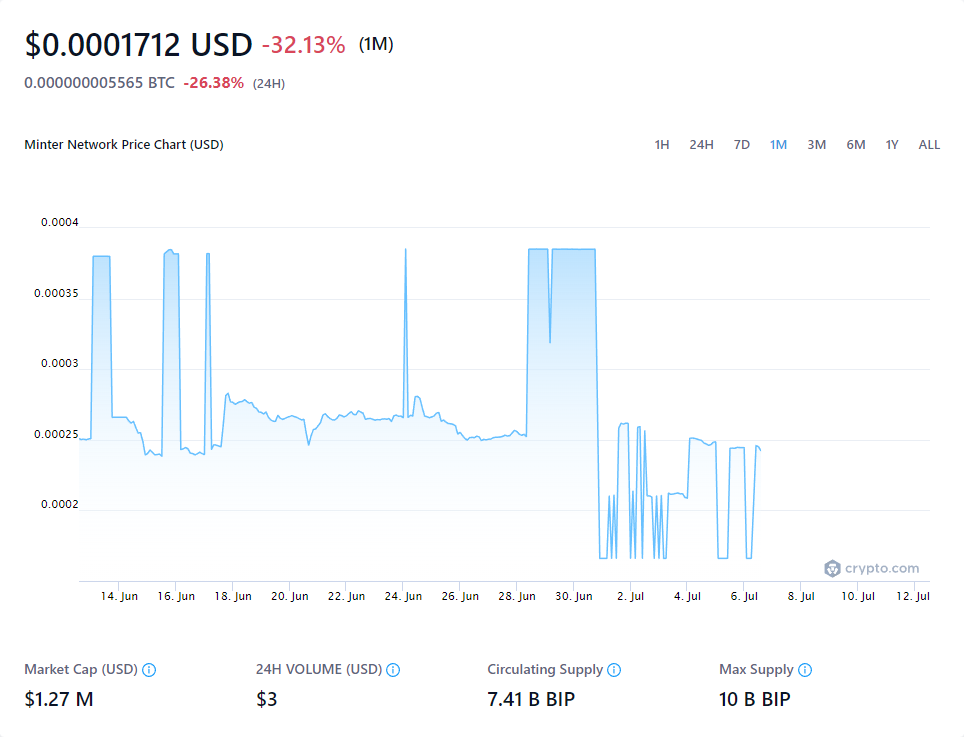 $0.0001712 USD -32.13% (1M)
0.000000005565 BTC -26.38% (24H)
Minter Network Price Chart (USD) 1H 24H 7D 1M 3M 6M 1Y ALL
0.0004
0.00035
0.0003
0.00025
0.0002
crypto.com
14. Jun 16. Jun 18. Jun 20. Jun 22. Jun 24. Jun 26. Jun 28. Jun 30. Jun 2. Jul 4. Jul 6. Jul 8. Jul 10. Jul 12. Jul
Market Cap (USD) 24H VOLUME (USD) Circulating Supply Max Supply
$1.27 M $3 7.41 B BIP 10 B BIP